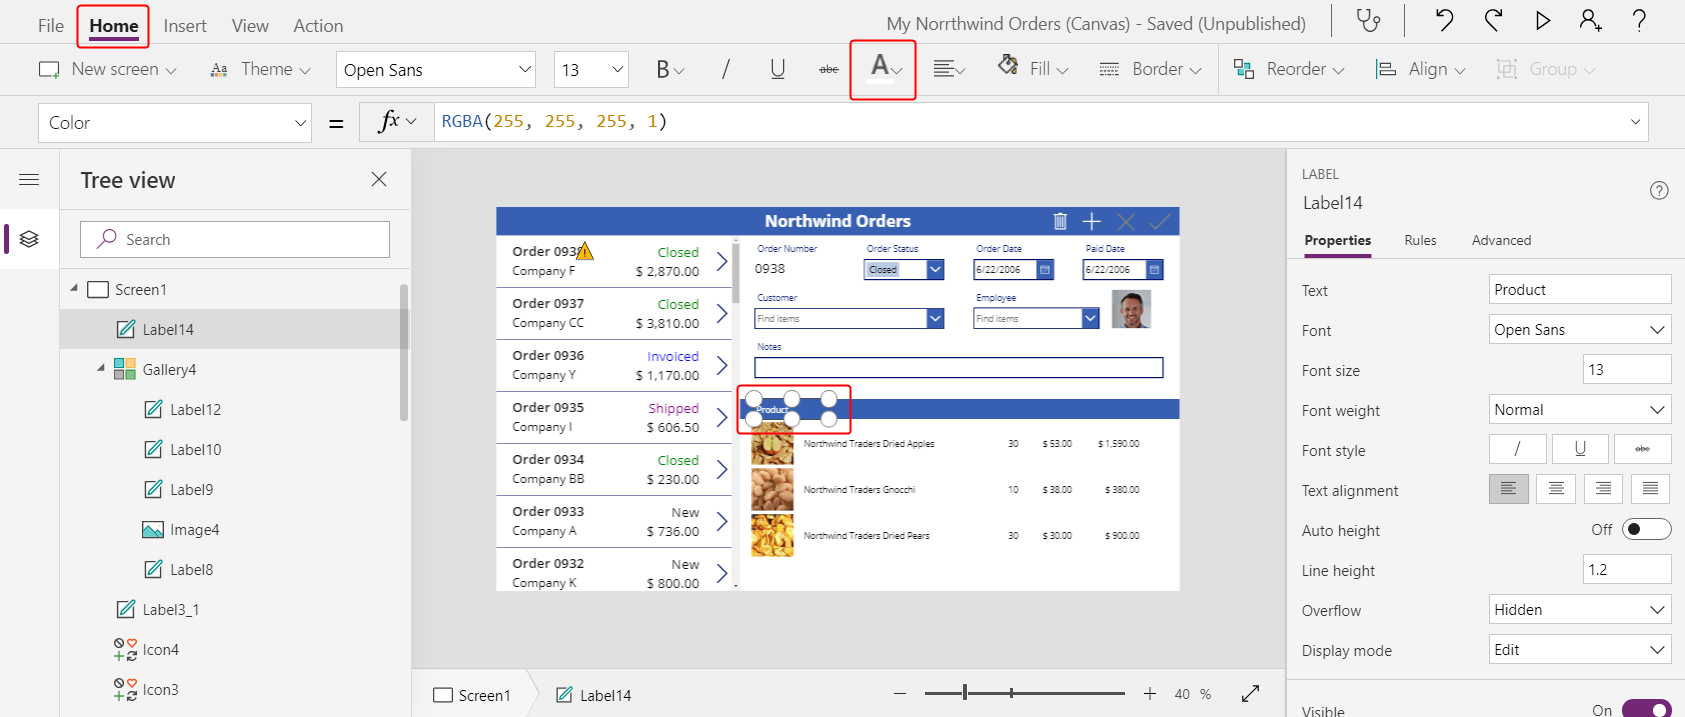 File Home Insert View Action
My Norrthwind Orders (Canvas) - Saved (Unpublished) ?
New screen Aa Theme Open Sans 13 B / U abc A Fill Border Reorder Align Group
Color = fx RGBA(255, 255, 255, 1)
Tree view
Search
Screen1
Label14
Gallery4
Label12
Label10
Label9
Image4
Label8
Label3_1
Icon4
Icon3
Northwind Orders
Order 0938 Closed
Company F $ 2,870.00
Order 0937 Closed
Company CC $ 3,810.00
Order 0936 Invoiced
Company Y $ 1,170.00
Order 0935 Shipped
Company I $ 606.50
Order 0934 Closed
Company BB $ 230.00
Order 0933 New
Company A $ 736.00
Order 0932 New
Company K $ 800.00
Order Number Order Status Order Date Paid Date
0938 Closed 6/22/2006 6/22/2006
Customer Employee
Find items Find items
Notes
Product
Northwind Traders Dried Apples 30 $ 53.00 $ 1,590.00
Northwind Traders Gnocchi 10 $ 38.00 $ 380.00
Northwind Traders Dried Pears 30 $ 30.00 $ 900.00
Screen1 Label14 40 %
LABEL
Label14 ?
Properties Rules Advanced
Text Product
Font Open Sans
Font size 13
Font weight Normal
Font style / U abc
Text alignment
Auto height Off
Line height 1.2
Overflow Hidden
Display mode Edit
Visible On